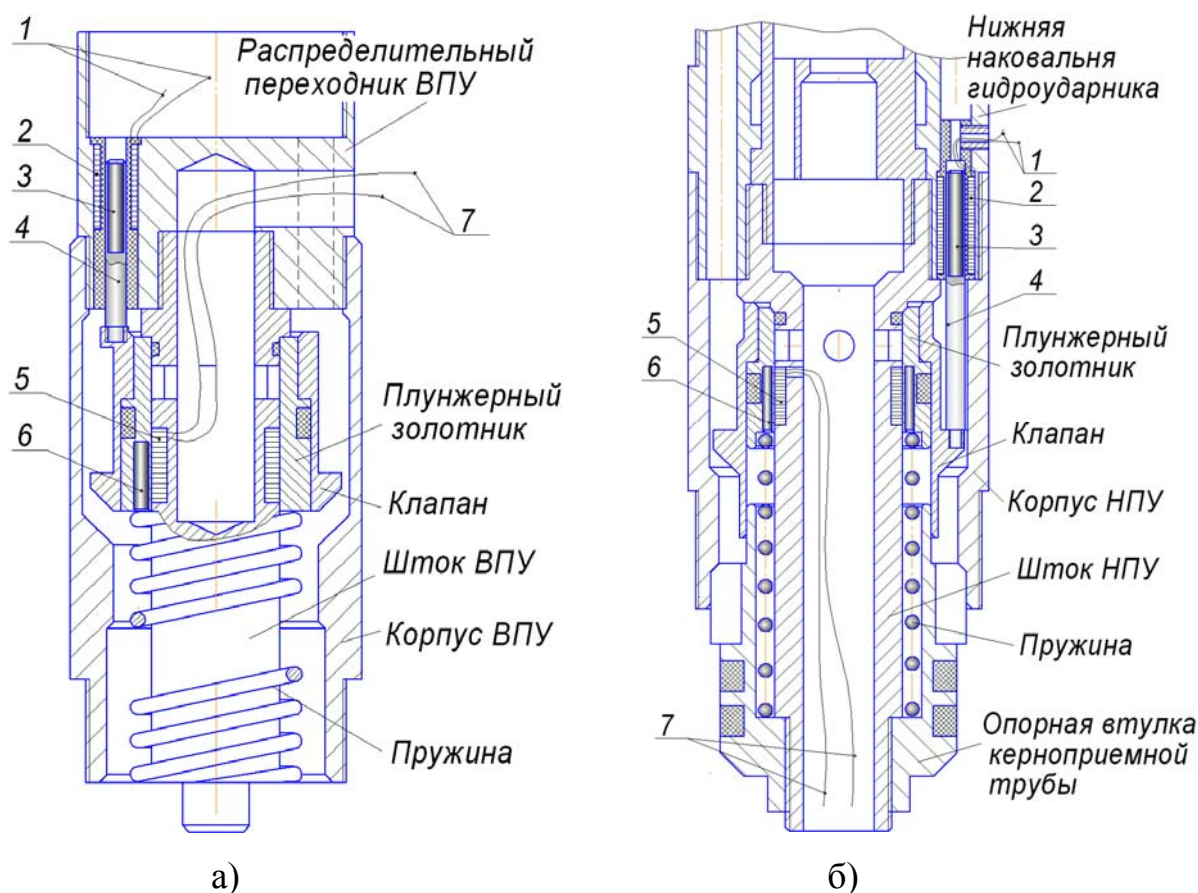 1
Распределительный
переходник ВПУ
2
3
4
7
5
6
Плунжерный
золотник
Клапан
Шток ВПУ
Корпус ВПУ
Пружина
а)
Нижняя
наковальня
гидроударника
1
2
3
4
5
6
Плунжерный
золотник
Клапан
Корпус НПУ
Шток НПУ
Пружина
7
Опорная втулка
керноприемной
трубы
б)